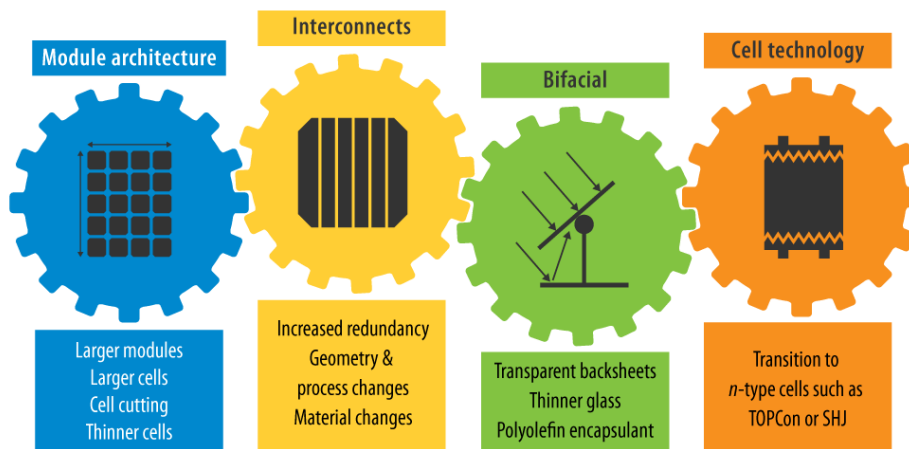 Module architecture
Larger modules
Larger cells
Cell cutting
Thinner cells
Interconnects
Increased redundancy
Geometry &
process changes
Material changes
Bifacial
Transparent backsheets
Thinner glass
Polyolefin encapsulant
Cell technology
Transition to
n-type cells such as
TOPCon or SHJ